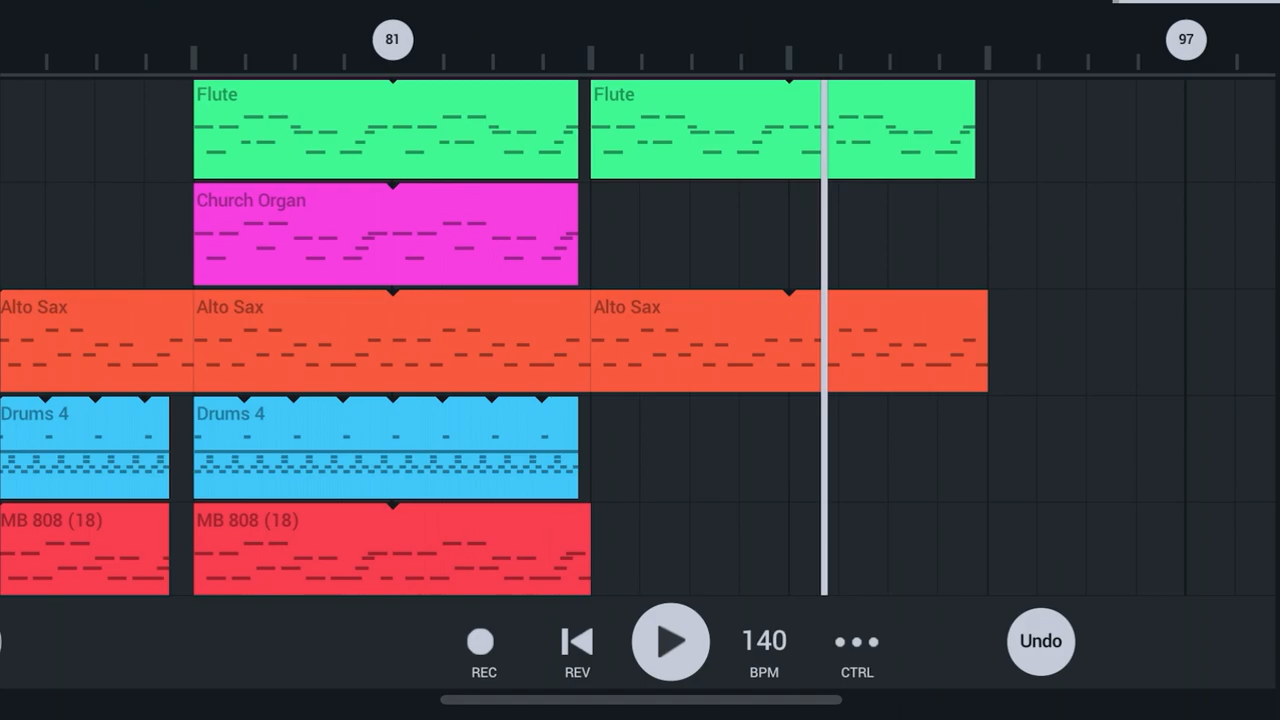 81
97
Flute
Flute
Church Organ
Alto Sax
Alto Sax
Alto Sax
Drums 4
Drums 4
MB 808 (18)
MB 808 (18)
140
Undo
REC
REV
BPM
CTRL